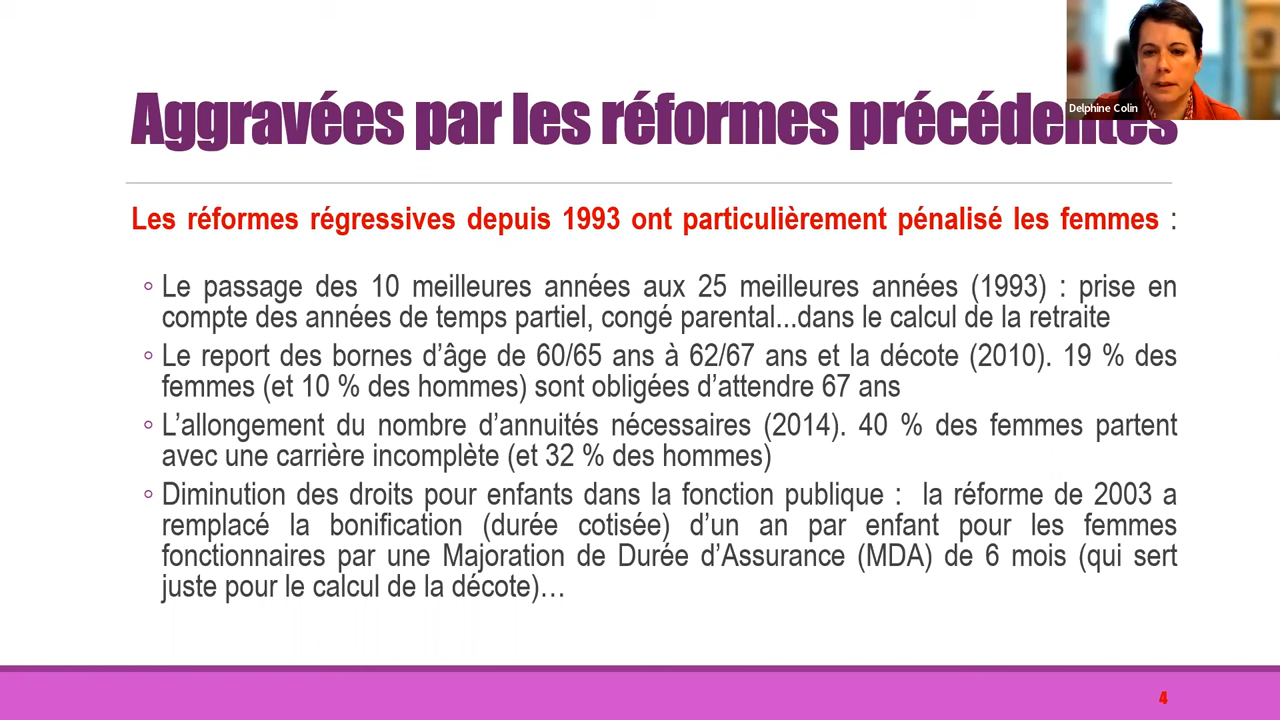 Delphine Colin
Aggravées par les réformes précédentes
Les réformes régressives depuis 1993 ont particulièrement pénalisé les femmes :
◦ Le passage des 10 meilleures années aux 25 meilleures années (1993) : prise en
compte des années de temps partiel, congé parental...dans le calcul de la retraite
◦ Le report des bornes d’âge de 60/65 ans à 62/67 ans et la décote (2010). 19 % des
femmes (et 10 % des hommes) sont obligées d’attendre 67 ans
◦ L’allongement du nombre d’annuités nécessaires (2014). 40 % des femmes partent
avec une carrière incomplète (et 32 % des hommes)
◦ Diminution des droits pour enfants dans la fonction publique : la réforme de 2003 a
remplacé la bonification (durée cotisée) d’un an par enfant pour les femmes
fonctionnaires par une Majoration de Durée d’Assurance (MDA) de 6 mois (qui sert
juste pour le calcul de la décote)…
4